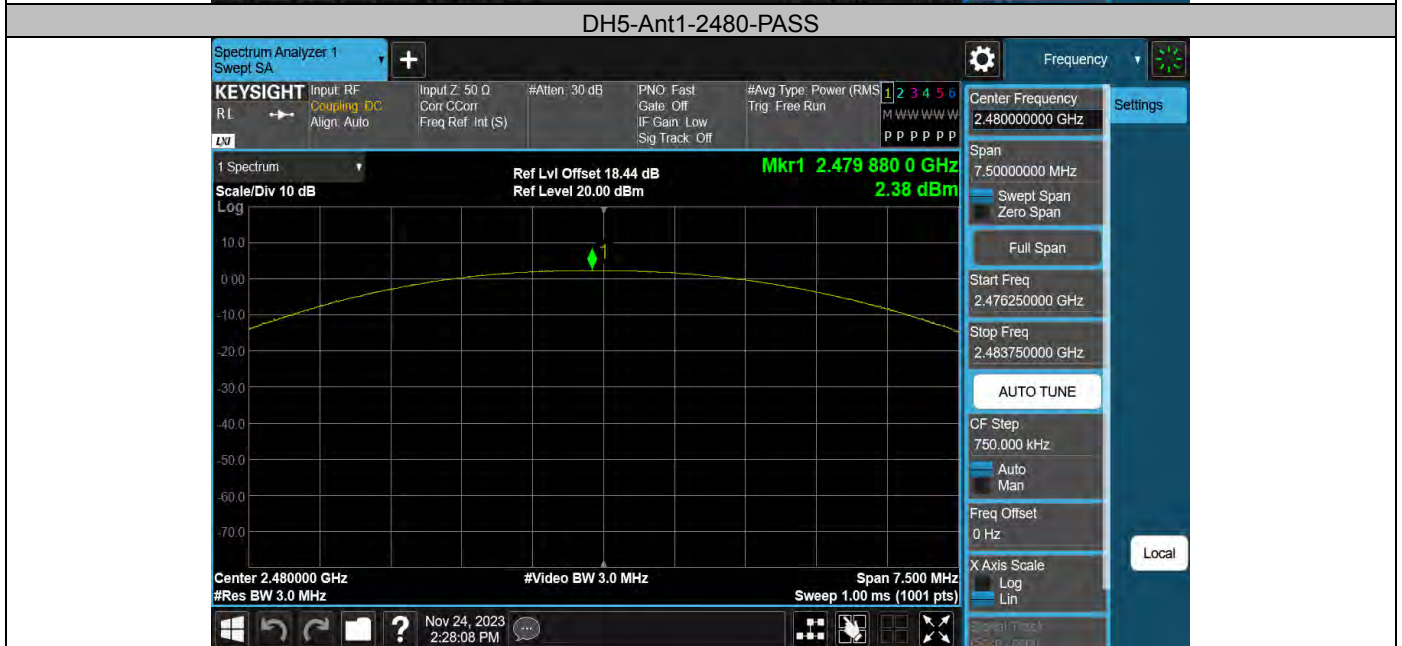 DH5-Ant1-2480-PASS
Spectrum Analyzer 1
Swept SA
+
Frequency
KEYSIGHT
Input: RF
Coupling: DC
Align: Auto
Input Z: 50 Ω
Corr CCorr
Freq Ref: Int (S)
#Atten: 30 dB
PNO: Fast
Gate: Off
IF Gain: Low
Sig Track: Off
#Avg Type: Power (RMS
Trig: Free Run
1 2 3 4 5 6
M W W W W W
P P P P P P
R L
LXI
Center Frequency
2.480000000 GHz
Settings
Span
7.50000000 MHz
Swept Span
Zero Span
Full Span
Start Freq
2.476250000 GHz
Stop Freq
2.483750000 GHz
AUTO TUNE
CF Step
750.000 kHz
Auto
Man
Freq Offset
0 Hz
X Axis Scale
Log
Lin
Signal Track
Local
1 Spectrum
Scale/Div 10 dB
Ref Lvl Offset 18.44 dB
Ref Level 20.00 dBm
Mkr1 2.479 880 0 GHz
2.38 dBm
Log
1
10.0
0.00
-10.0
-20.0
-30.0
-40.0
-50.0
-60.0
-70.0
Center 2.480000 GHz
#Res BW 3.0 MHz
#Video BW 3.0 MHz
Span 7.500 MHz
Sweep 1.00 ms (1001 pts)
?
Nov 24, 2023
2:28:08 PM